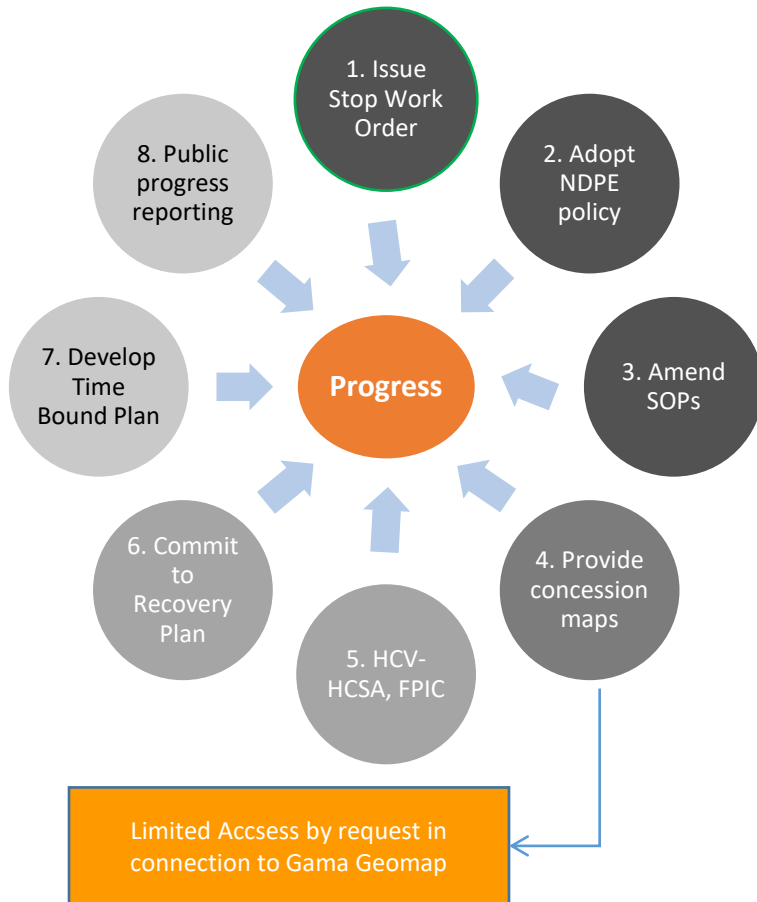 1. Issue
Stop Work
Order
2. Adopt
NDPE
policy
3. Amend
SOPs
4. Provide
concession
maps
5. HCV-
HCSA, FPIC
6. Commit
to
Recovery
Plan
7. Develop
Time
Bound Plan
8. Public
progress
reporting
Progress
Limited Accsess by request in
connection to Gama Geomap